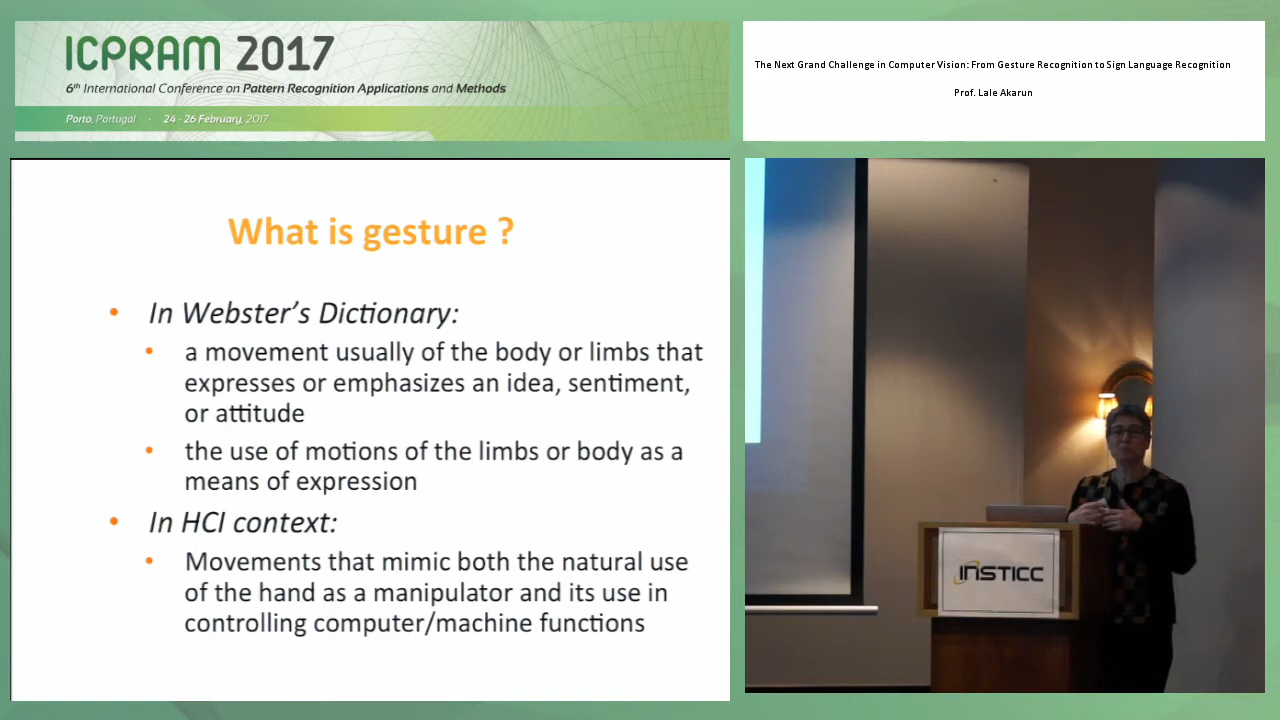 ICPRAM 2017
6th International Conference on Pattern Recognition Applications and Methods
Porto, Portugal · 24 - 26 February, 2017
The Next Grand Challenge in Computer Vision: From Gesture Recognition to Sign Language Recognition
Prof. Lale Akarun
What is gesture ?
• In Webster's Dictionary:
• a movement usually of the body or limbs that
expresses or emphasizes an idea, sentiment,
or attitude
• the use of motions of the limbs or body as a
means of expression
• In HCI context:
• Movements that mimic both the natural use
of the hand as a manipulator and its use in
controlling computer/machine functions
INSTICC